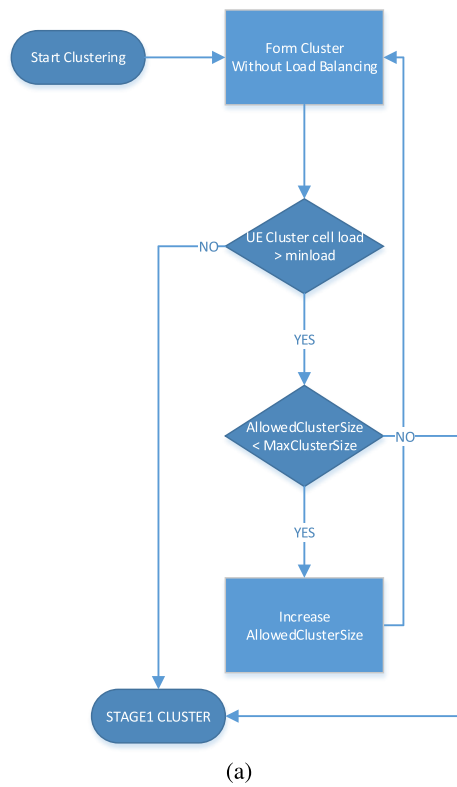 Start Clustering
Form Cluster
Without Load Balancing
UE Cluster cell load
> minload
NO
YES
AllowedClusterSize
< MaxClusterSize
NO
YES
Increase
AllowedClusterSize
STAGE1 CLUSTER
(a)